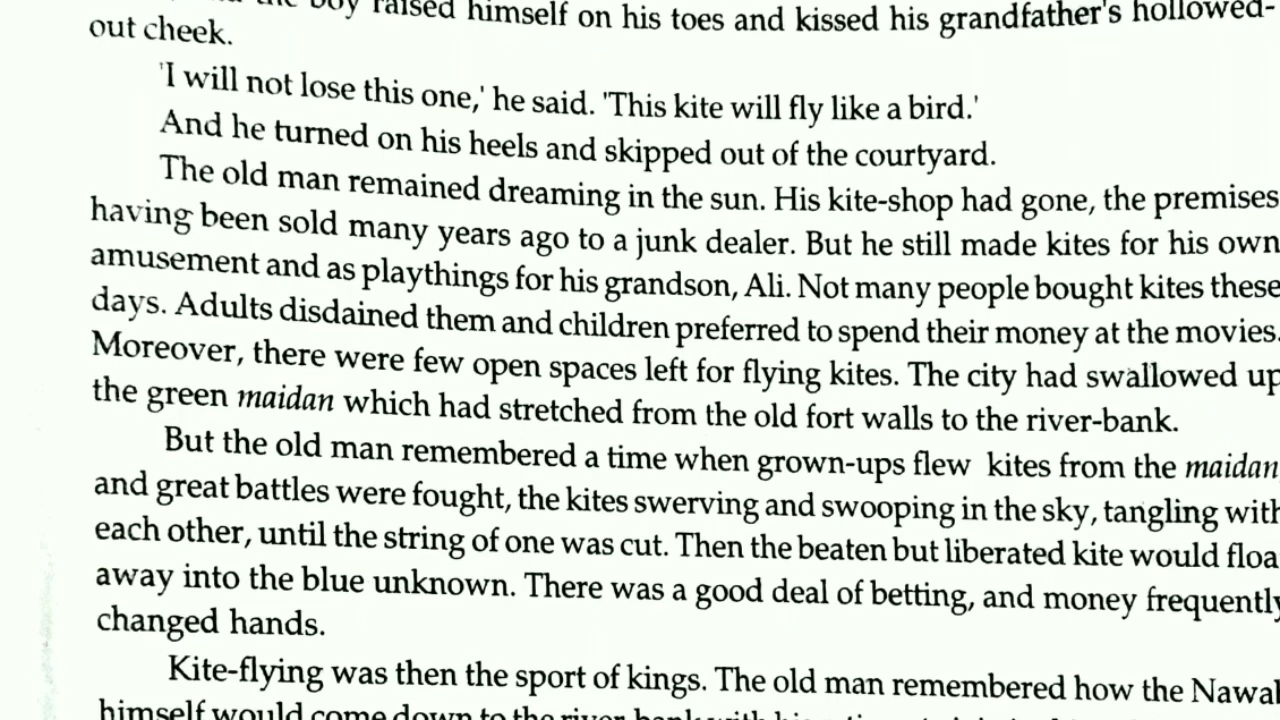 the boy raised himself on his toes and kissed his grandfather's hollowed-
out cheek.
'I will not lose this one,' he said. 'This kite will fly like a bird.'
And he turned on his heels and skipped out of the courtyard.
The old man remained dreaming in the sun. His kite-shop had gone, the premises
having been sold many years ago to a junk dealer. But he still made kites for his own
amusement and as playthings for his grandson, Ali. Not many people bought kites these
days. Adults disdained them and children preferred to spend their money at the movies.
Moreover, there were few open spaces left for flying kites. The city had swallowed up
the green maidan which had stretched from the old fort walls to the river-bank.
But the old man remembered a time when grown-ups flew kites from the maidan
and great battles were fought, the kites swerving and swooping in the sky, tangling with
each other, until the string of one was cut. Then the beaten but liberated kite would floa
away into the blue unknown. There was a good deal of betting, and money frequently
changed hands.
Kite-flying was then the sport of kings. The old man remembered how the Nawab
himself would come down to the river-bank with his